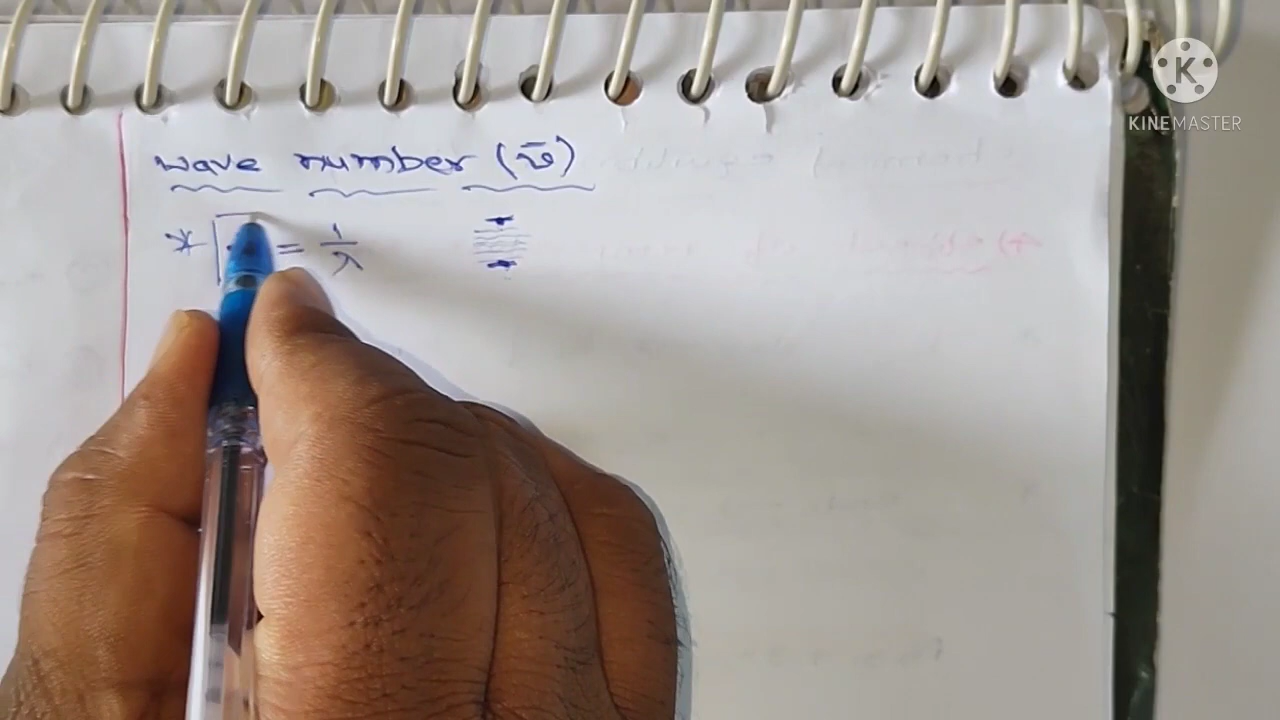 wave number (ν̄)
* = 1/λ
K
KINEMASTER